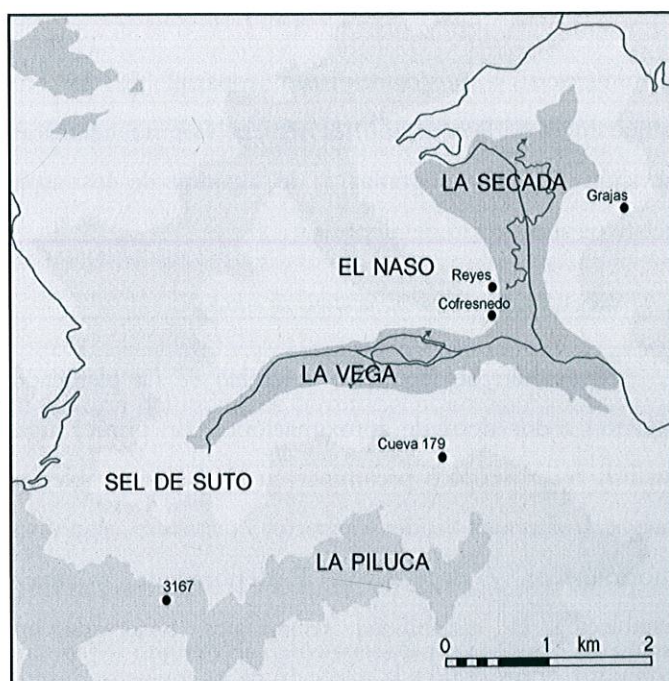 LA SECADA
Grajas
EL NASO
Reyes
Cofresnedo
LA VEGA
Cueva 179
SEL DE SUTO
LA PILUCA
3167
0 1 km 2